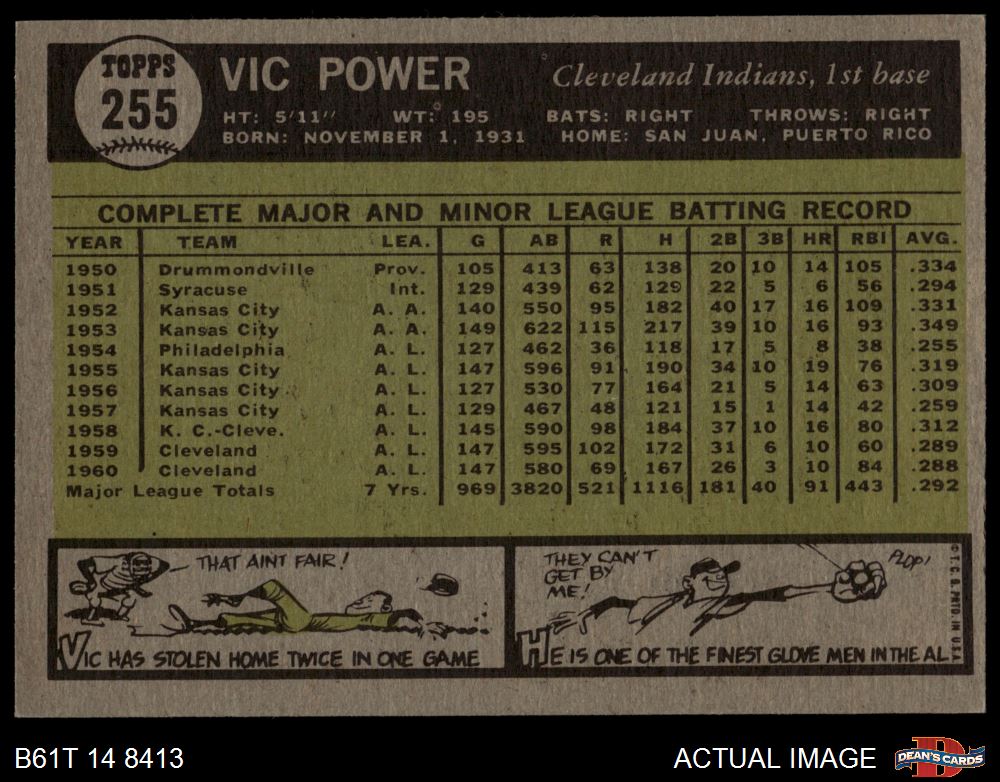 TOPPS
255
VIC POWER
Cleveland Indians, 1st base
HT: 5'11" WT: 195 BATS: RIGHT THROWS: RIGHT
BORN: NOVEMBER 1, 1931 HOME: SAN JUAN, PUERTO RICO
COMPLETE MAJOR AND MINOR LEAGUE BATTING RECORD
YEAR TEAM LEA. G AB R H 2B 3B HR RBI AVG.
1950 Drummondville Prov. 105 413 63 138 20 10 14 105 .334
1951 Syracuse Int. 129 439 62 129 22 5 6 56 .294
1952 Kansas City A. A. 140 550 95 182 40 17 16 109 .331
1953 Kansas City A. A. 149 622 115 217 39 10 16 93 .349
1954 Philadelphia A. L. 127 462 36 118 17 5 8 38 .255
1955 Kansas City A. L. 147 596 91 190 34 10 19 76 .319
1956 Kansas City A. L. 127 530 77 164 21 5 14 63 .309
1957 Kansas City A. L. 129 467 48 121 15 1 14 42 .259
1958 K. C.-Cleve. A. L. 145 590 98 184 37 10 16 80 .312
1959 Cleveland A. L. 147 595 102 172 31 6 10 60 .289
1960 Cleveland A. L. 147 580 69 167 26 3 10 84 .288
Major League Totals 7 Yrs. 969 3820 521 1116 181 40 91 443 .292
THAT AINT FAIR!
VIC HAS STOLEN HOME TWICE IN ONE GAME
THEY CAN'T
GET BY
ME!
PLOP!
HE IS ONE OF THE FINEST GLOVE MEN IN THE AL
© T. C. G. PRTD. IN U.S.A.
B61T 14 8413
ACTUAL IMAGE
D
DEAN'S CARDS